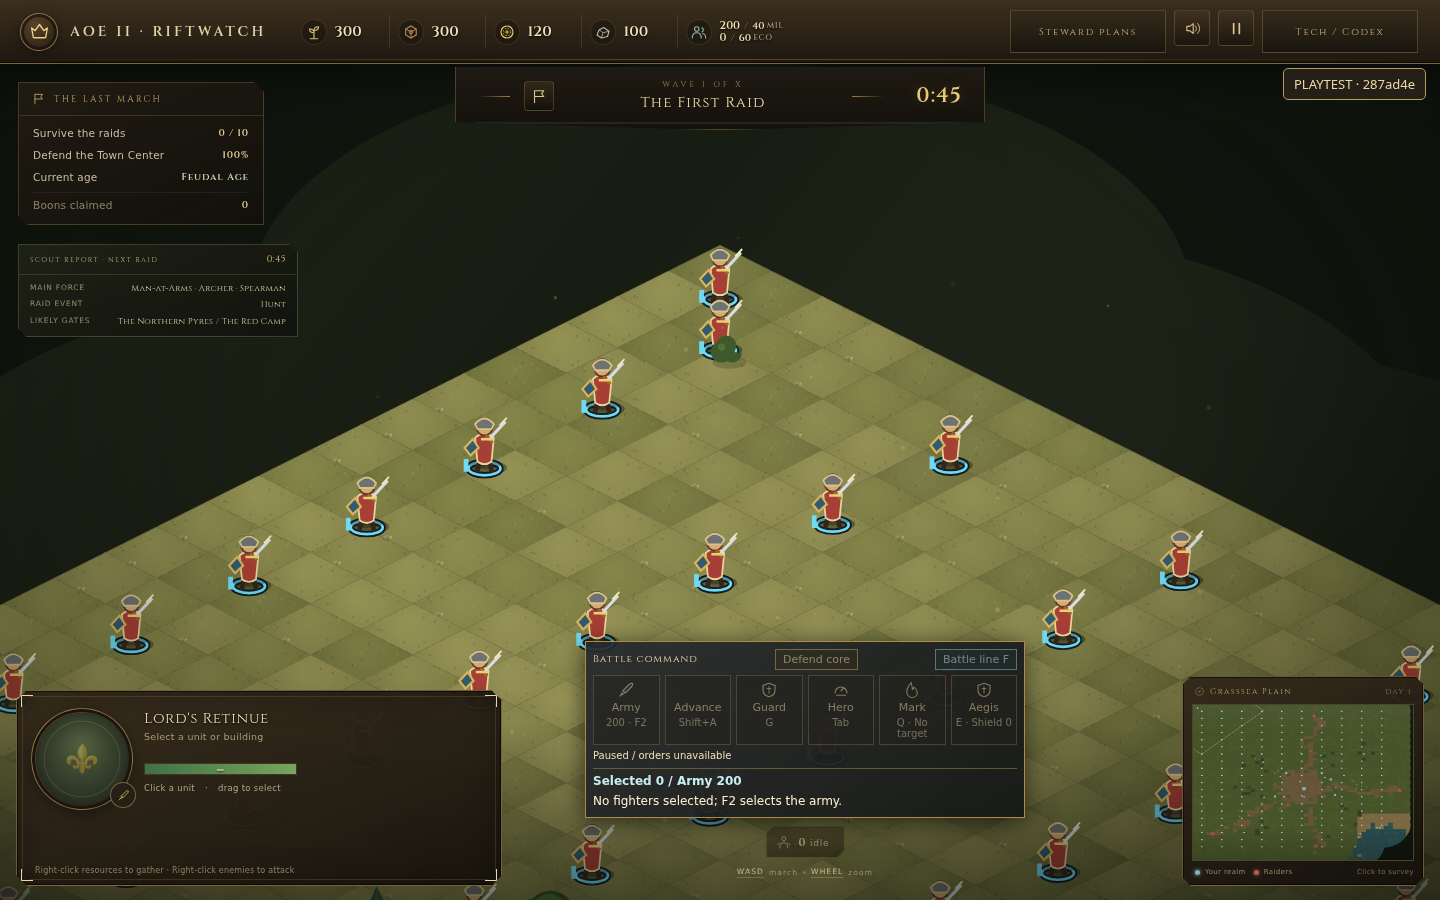 AOE II · RIFTWATCH
300
300
120
100
200 / 40 MIL
0 / 60 ECO
STEWARD PLANS
TECH / CODEX
PLAYTEST · 287ad4e
WAVE I OF X
THE FIRST RAID
0:45
THE LAST MARCH
Survive the raids 0 / 10
Defend the Town Center 100%
Current age FEUDAL AGE
Boons claimed 0
SCOUT REPORT · NEXT RAID 0:45
MAIN FORCE MAN-AT-ARMS · ARCHER · SPEARMAN
RAID EVENT HUNT
LIKELY GATES THE NORTHERN PYRES / THE RED CAMP
BATTLE COMMAND
Defend core
Battle line F
Army
200 · F2
Advance
Shift+A
Guard
G
Hero
Tab
Mark
Q · No target
Aegis
E · Shield 0
Paused / orders unavailable
Selected 0 / Army 200
No fighters selected; F2 selects the army.
0 idle
WASD march · WHEEL zoom
LORD'S RETINUE
Select a unit or building
Click a unit · drag to select
Right-click resources to gather · Right-click enemies to attack
GRASSSEA PLAIN DAY 1
Your realm Raiders Click to survey